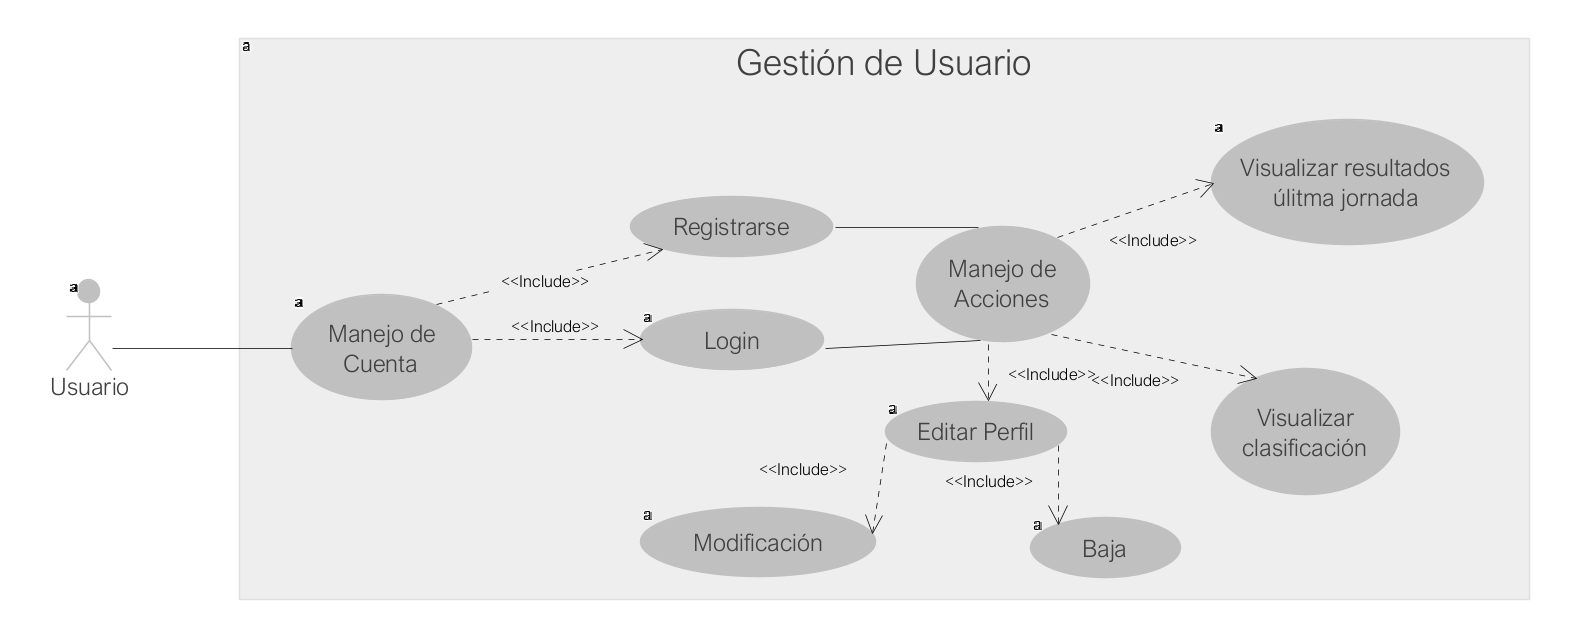 a
Gestión de Usuario
a
Visualizar resultados
úlitma jornada
Registrarse
<<Include>>
Manejo de
Acciones
<<Include>>
a
Usuario
a
Manejo de
Cuenta
<<Include>>
a
Login
<<Include>>
<<Include>>
a
Editar Perfil
Visualizar
clasificación
<<Include>>
<<Include>>
a
Modificación
a
Baja